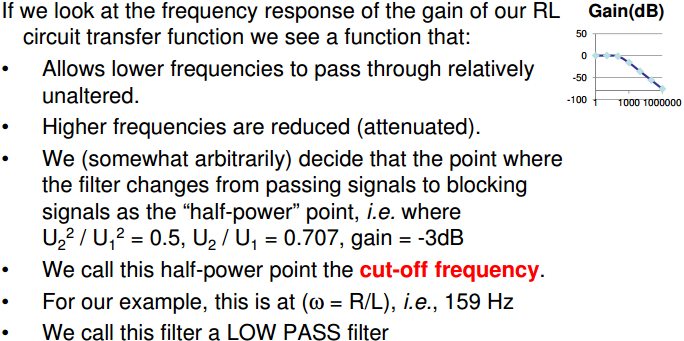 If we look at the frequency response of the gain of our RL
circuit transfer function we see a function that:
• Allows lower frequencies to pass through relatively
unaltered.
• Higher frequencies are reduced (attenuated).
• We (somewhat arbitrarily) decide that the point where
the filter changes from passing signals to blocking
signals as the “half-power” point, i.e. where
U₂² / U₁² = 0.5, U₂ / U₁ = 0.707, gain = -3dB
• We call this half-power point the cut-off frequency.
• For our example, this is at (ω = R/L), i.e., 159 Hz
• We call this filter a LOW PASS filter
Gain(dB)
50
0
-50
-100
1 1000 1000000